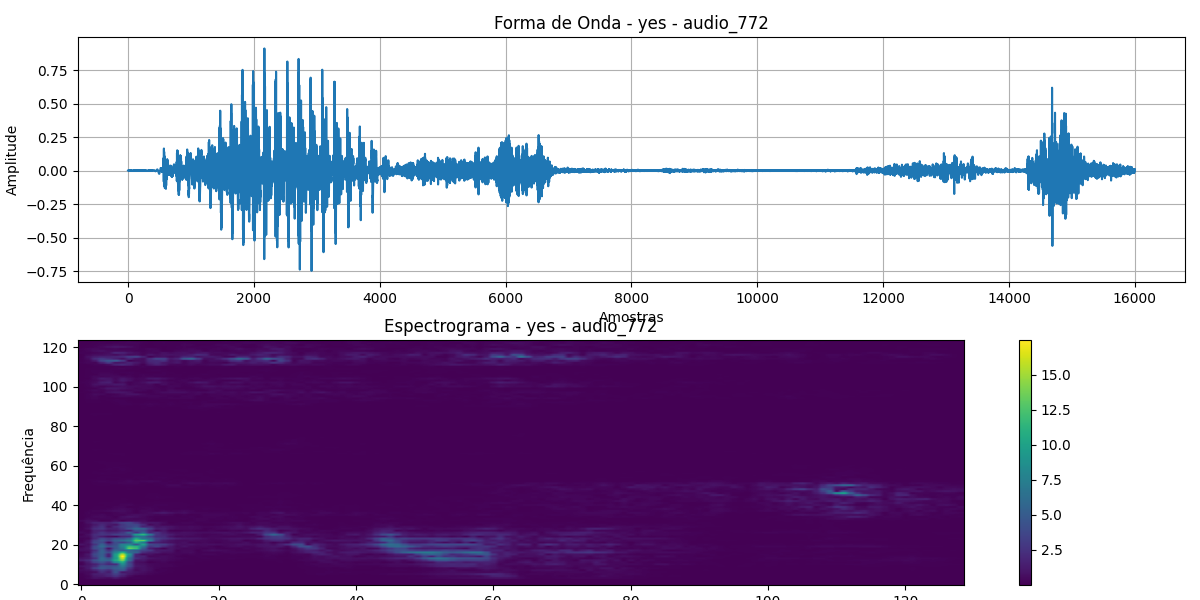 Forma de Onda - yes - audio_772
Amplitude
0.75
0.50
0.25
0.00
−0.25
−0.50
−0.75
0 2000 4000 6000 8000 10000 12000 14000 16000
Amostras
Espectrograma - yes - audio_772
Frequência
120
100
80
60
40
20
0
0 20 40 60 80 100 120
15.0
12.5
10.0
7.5
5.0
2.5